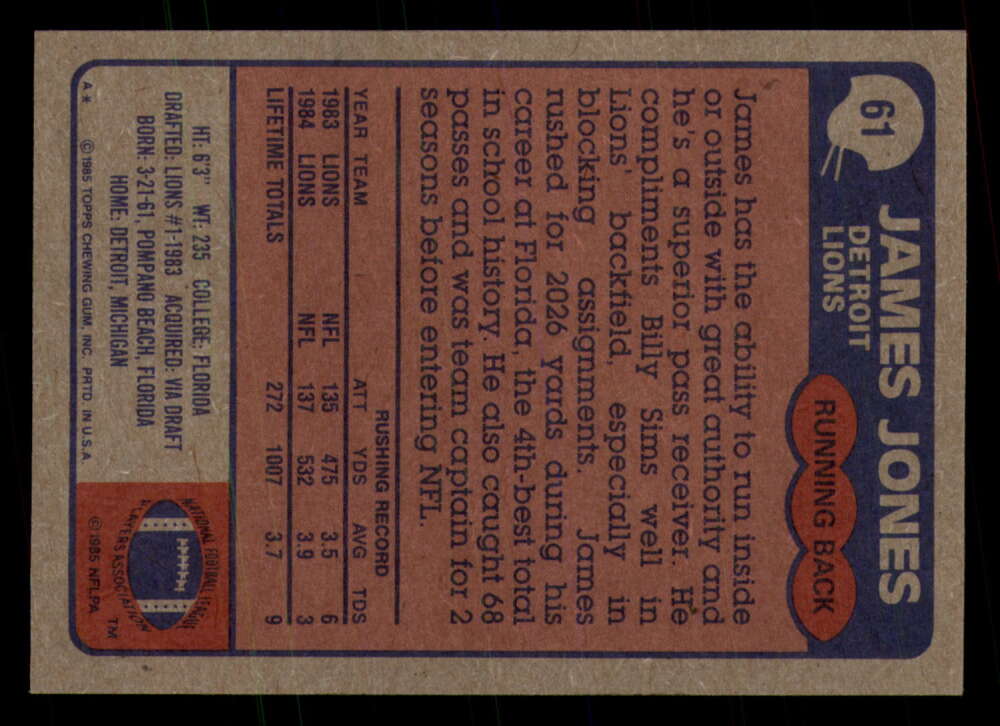 61
JAMES JONES
DETROIT
LIONS
RUNNING BACK
James has the ability to run inside
or outside with great authority and
he's a superior pass receiver. He
compliments Billy Sims well in
Lions' backfield, especially in
blocking assignments. James
rushed for 2026 yards during his
career at Florida, the 4th-best total
in school history. He also caught 68
passes and was team captain for 2
seasons before entering NFL.
RUSHING RECORD
YEAR TEAM ATT YDS AVG TDS
1983 LIONS NFL 135 475 3.5 6
1984 LIONS NFL 137 532 3.9 3
LIFETIME TOTALS 272 1007 3.7 9
HT: 6'3" WT: 235 COLLEGE: FLORIDA
DRAFTED: LIONS #1-1983 ACQUIRED: VIA DRAFT
BORN: 3-21-61, POMPANO BEACH, FLORIDA
HOME: DETROIT, MICHIGAN
A* © 1985 TOPPS CHEWING GUM, INC. PRTD. IN U.S.A.
NATIONAL FOOTBALL LEAGUE
PLAYERS ASSOCIATION
TM
© 1985 NFLPA